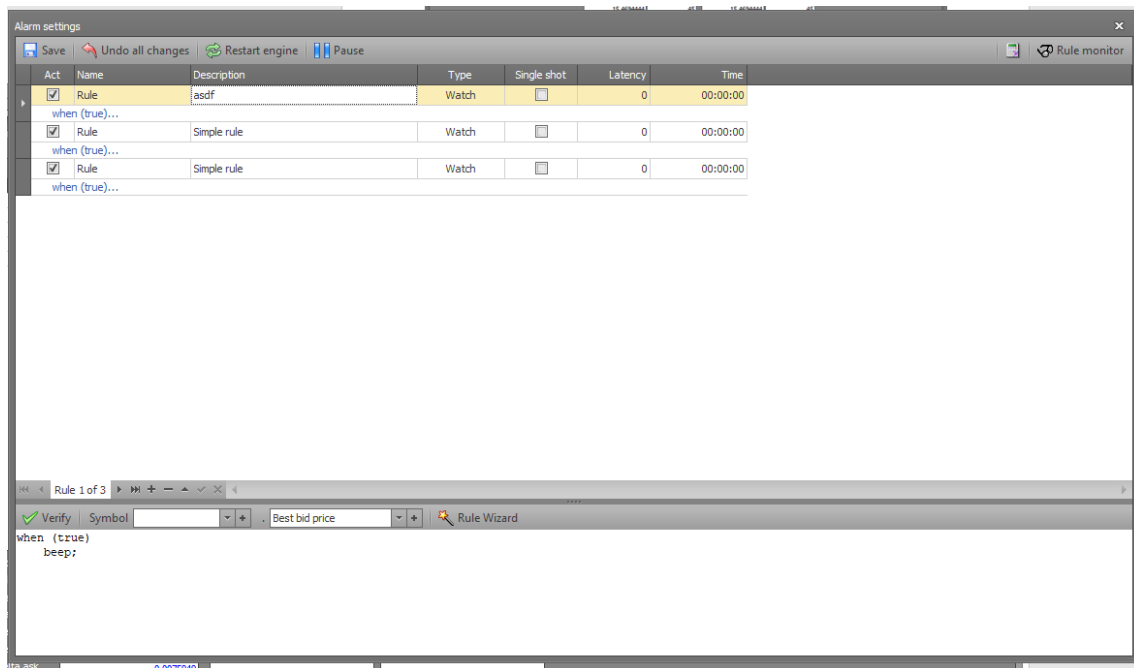 Alarm settings
Save Undo all changes Restart engine Pause Rule monitor
Act Name Description Type Single shot Latency Time
Rule asdf Watch 0 00:00:00
when (true)...
Rule Simple rule Watch 0 00:00:00
when (true)...
Rule Simple rule Watch 0 00:00:00
when (true)...
Rule 1 of 3
Verify Symbol . Best bid price Rule Wizard
when (true)
beep;